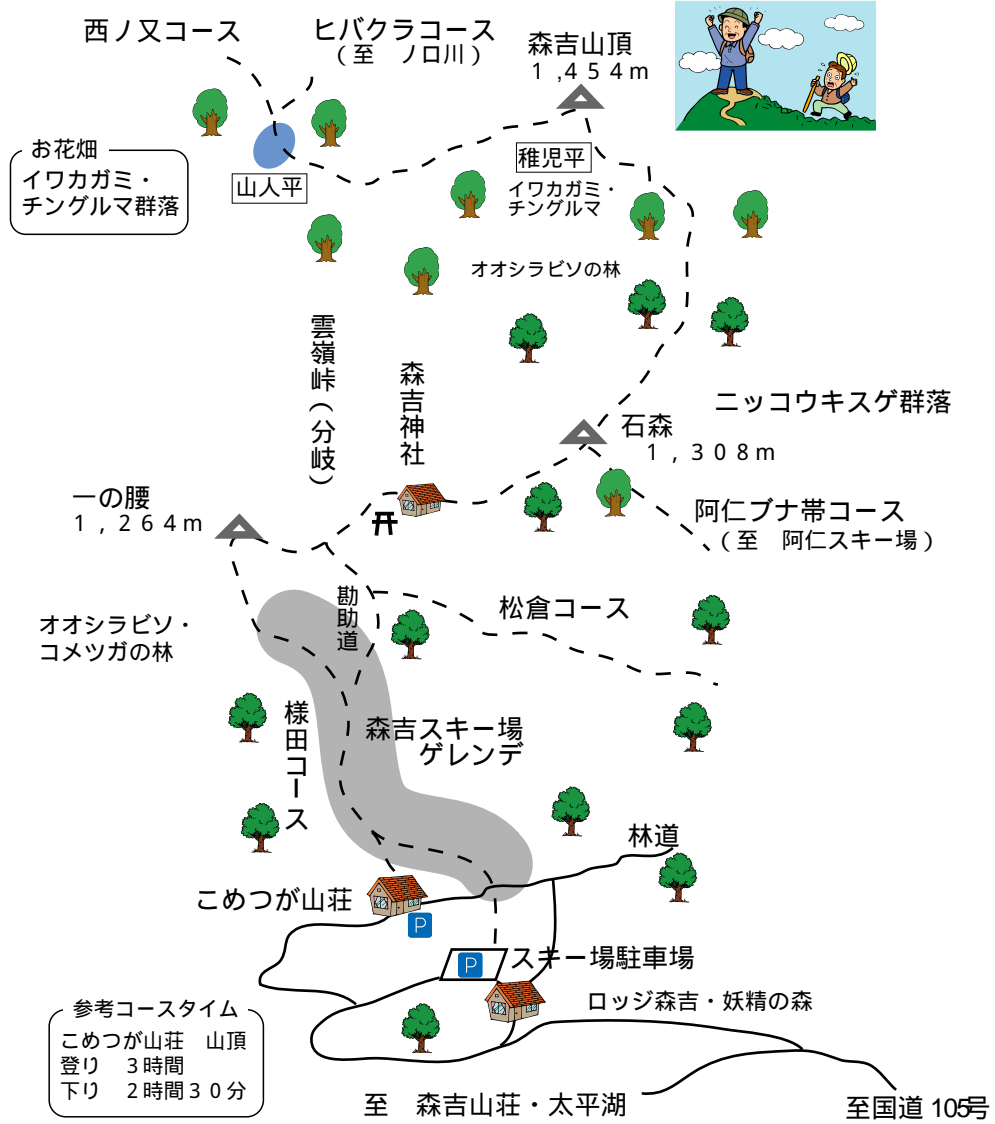 西ノ又コース
ヒバクラコース
（至　ノロ川）
森吉山頂
１，４５４ｍ
お花畑
イワカガミ・
チングルマ群落
山人平
稚児平
イワカガミ・
チングルマ
オオシラビソの林
雲嶺峠（分岐）
森吉神社
ニッコウキスゲ群落
石森
１，３０８ｍ
一の腰
１，２６４ｍ
阿仁ブナ帯コース
（至　阿仁スキー場）
勘助道
松倉コース
オオシラビソ・
コメツガの林
様田コース
森吉スキー場
ゲレンデ
林道
こめつが山荘
P
P
スキー場駐車場
ロッジ森吉・妖精の森
参考コースタイム
こめつが山荘　山頂
登り　３時間
下り　２時間３０分
至　森吉山荘・太平湖
至国道105号